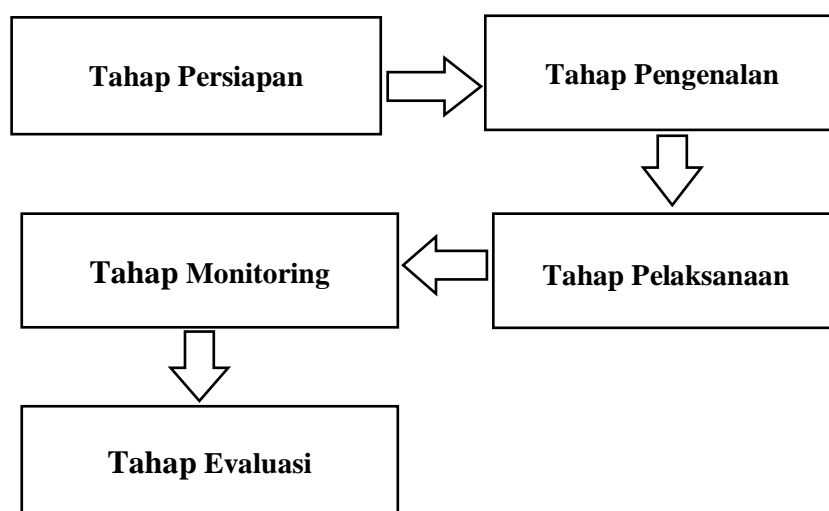 Tahap Persiapan
Tahap Pengenalan
Tahap Pelaksanaan
Tahap Monitoring
Tahap Evaluasi